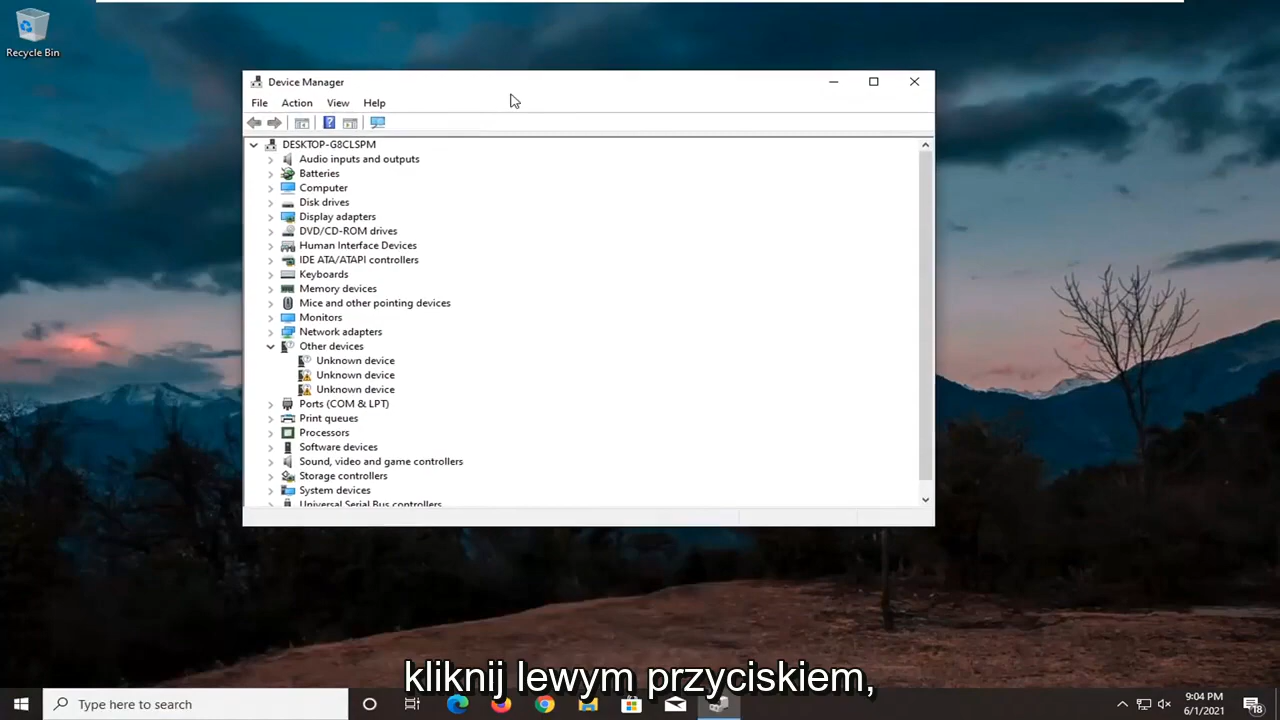 Recycle Bin
Device Manager
File Action View Help
DESKTOP-G8CLSPM
Audio inputs and outputs
Batteries
Computer
Disk drives
Display adapters
DVD/CD-ROM drives
Human Interface Devices
IDE ATA/ATAPI controllers
Keyboards
Memory devices
Mice and other pointing devices
Monitors
Network adapters
Other devices
Unknown device
Unknown device
Unknown device
Ports (COM & LPT)
Print queues
Processors
Software devices
Sound, video and game controllers
Storage controllers
System devices
Universal Serial Bus controllers
kliknij lewym przyciskiem,
Type here to search
9:04 PM
6/1/2021
18